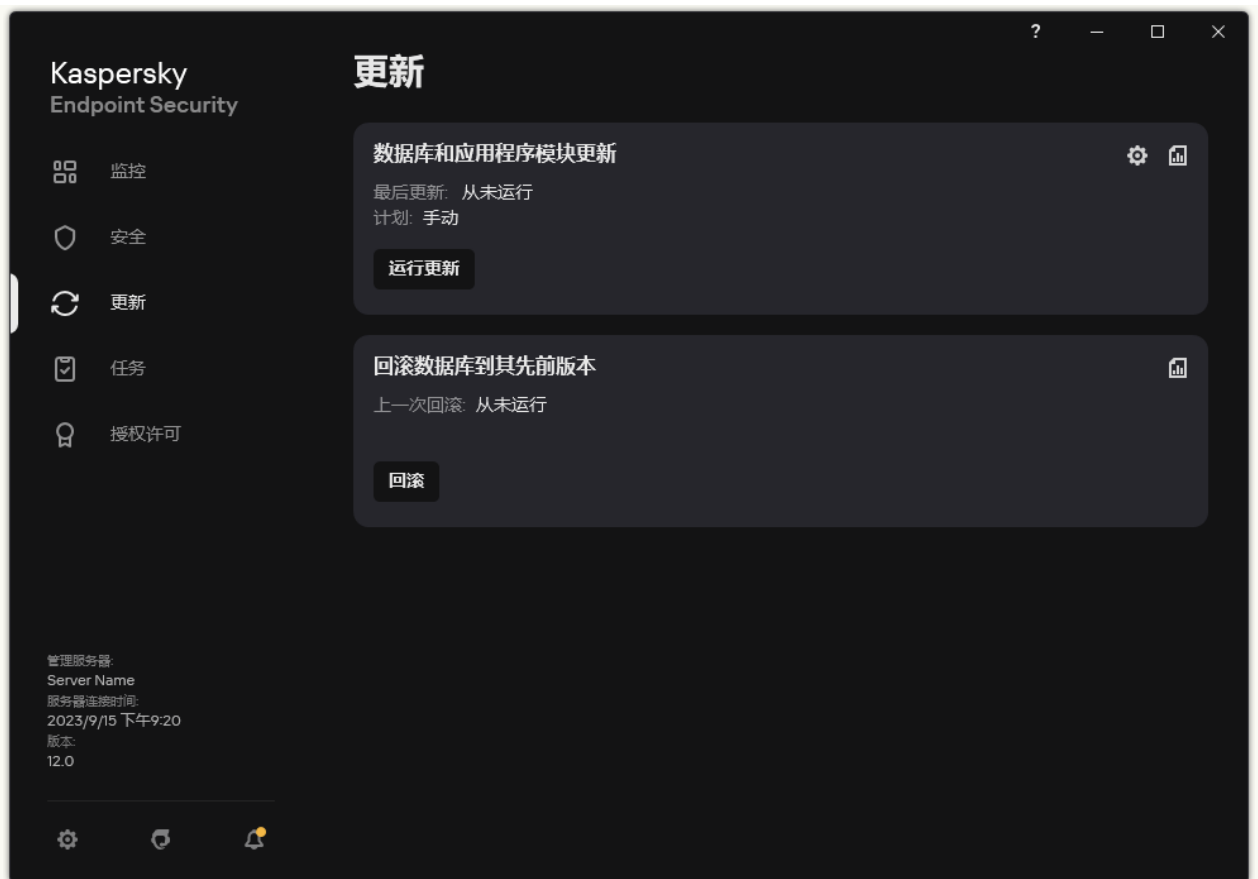 ?
Kaspersky
Endpoint Security
监控
安全
更新
任务
授权许可
管理服务器:
Server Name
服务器连接时间:
2023/9/15 下午9:20
版本:
12.0
更新
数据库和应用程序模块更新
最后更新: 从未运行
计划: 手动
运行更新
回滚数据库到其先前版本
上一次回滚: 从未运行
回滚